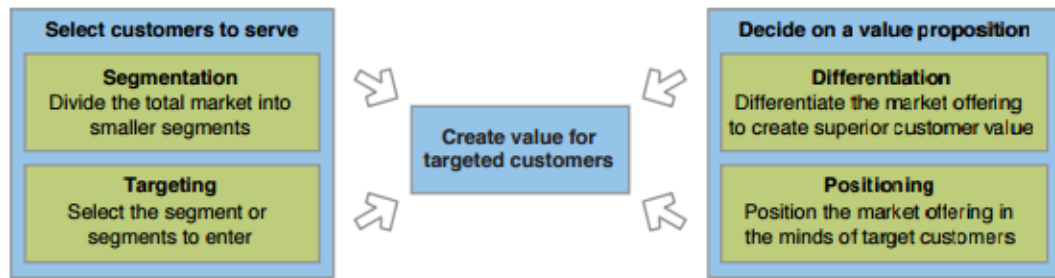 Select customers to serve
Segmentation
Divide the total market into
smaller segments
Targeting
Select the segment or
segments to enter
Create value for
targeted customers
Decide on a value proposition
Differentiation
Differentiate the market offering
to create superior customer value
Positioning
Position the market offering in
the minds of target customers